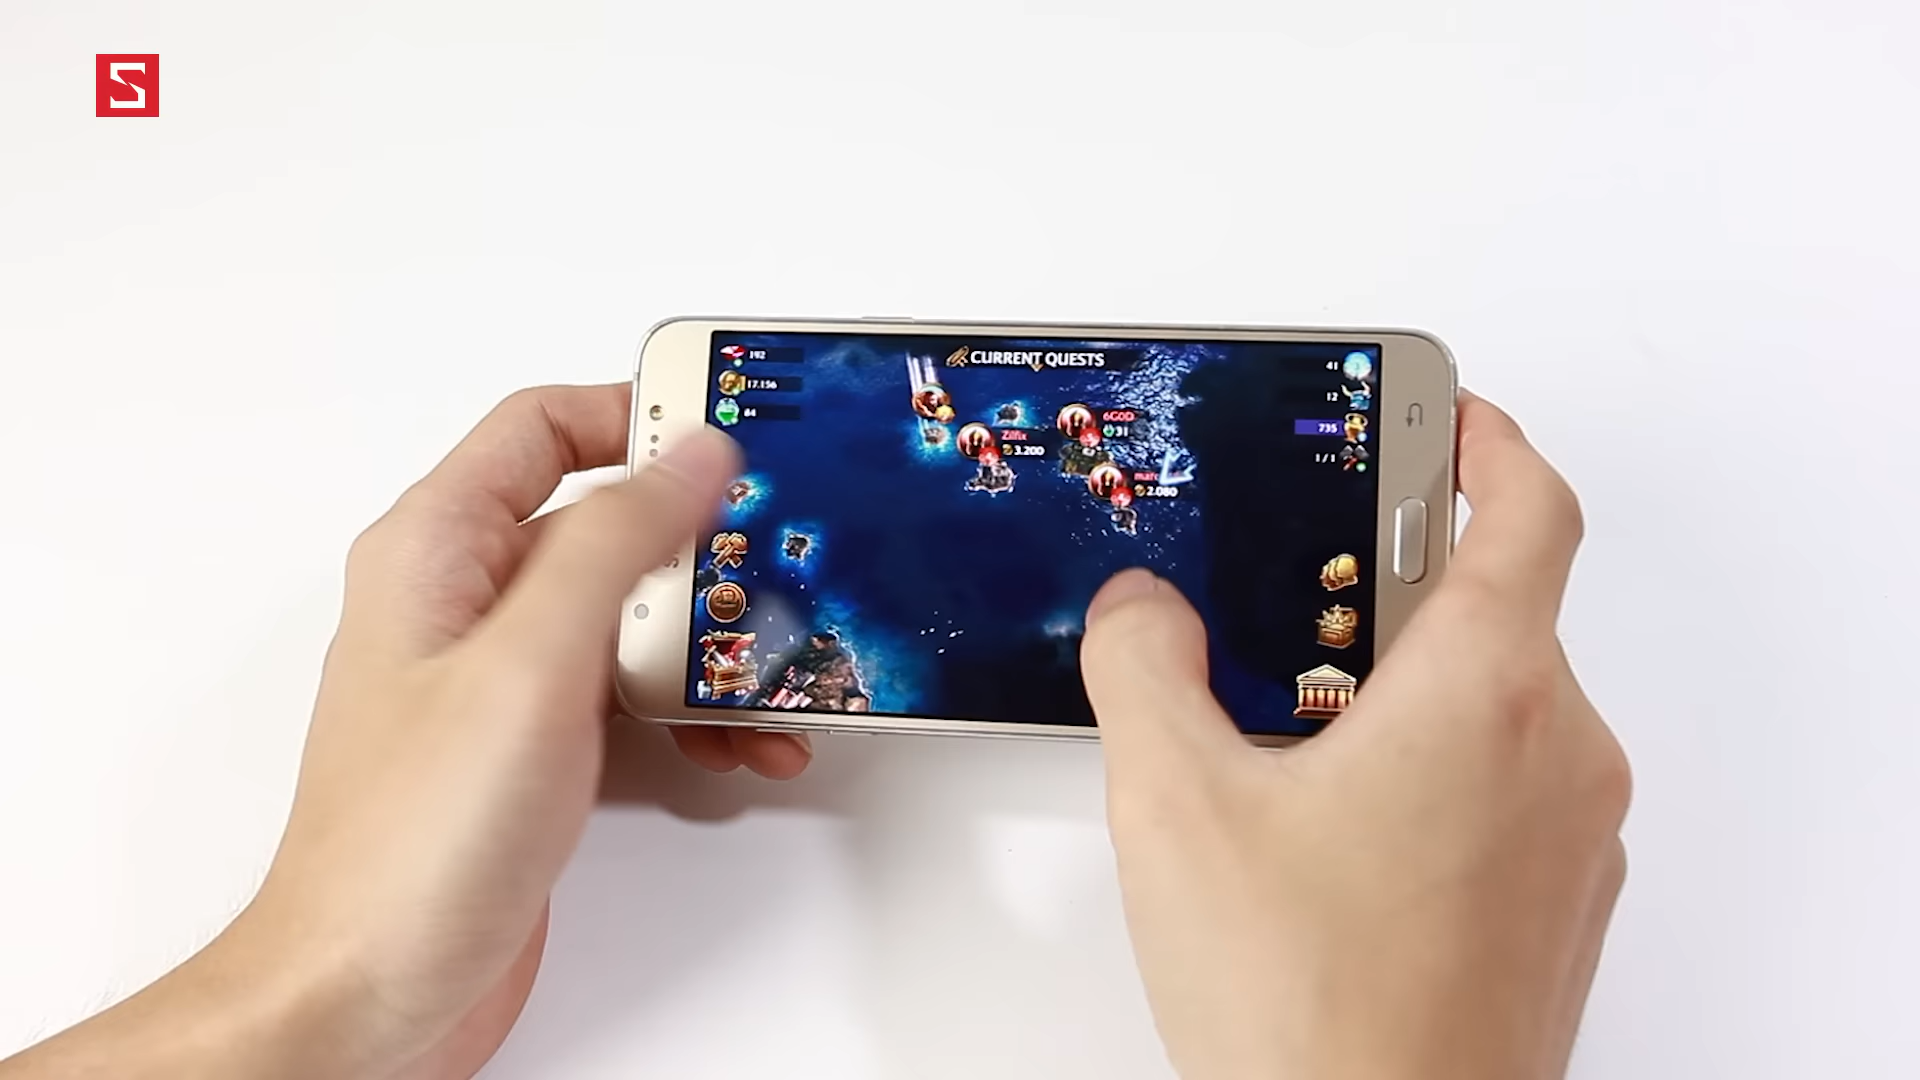 S
192
CURRENT QUESTS
41
17.156
12
84
6GOD
31
735
Zilfix
3.200
1/1
2.080